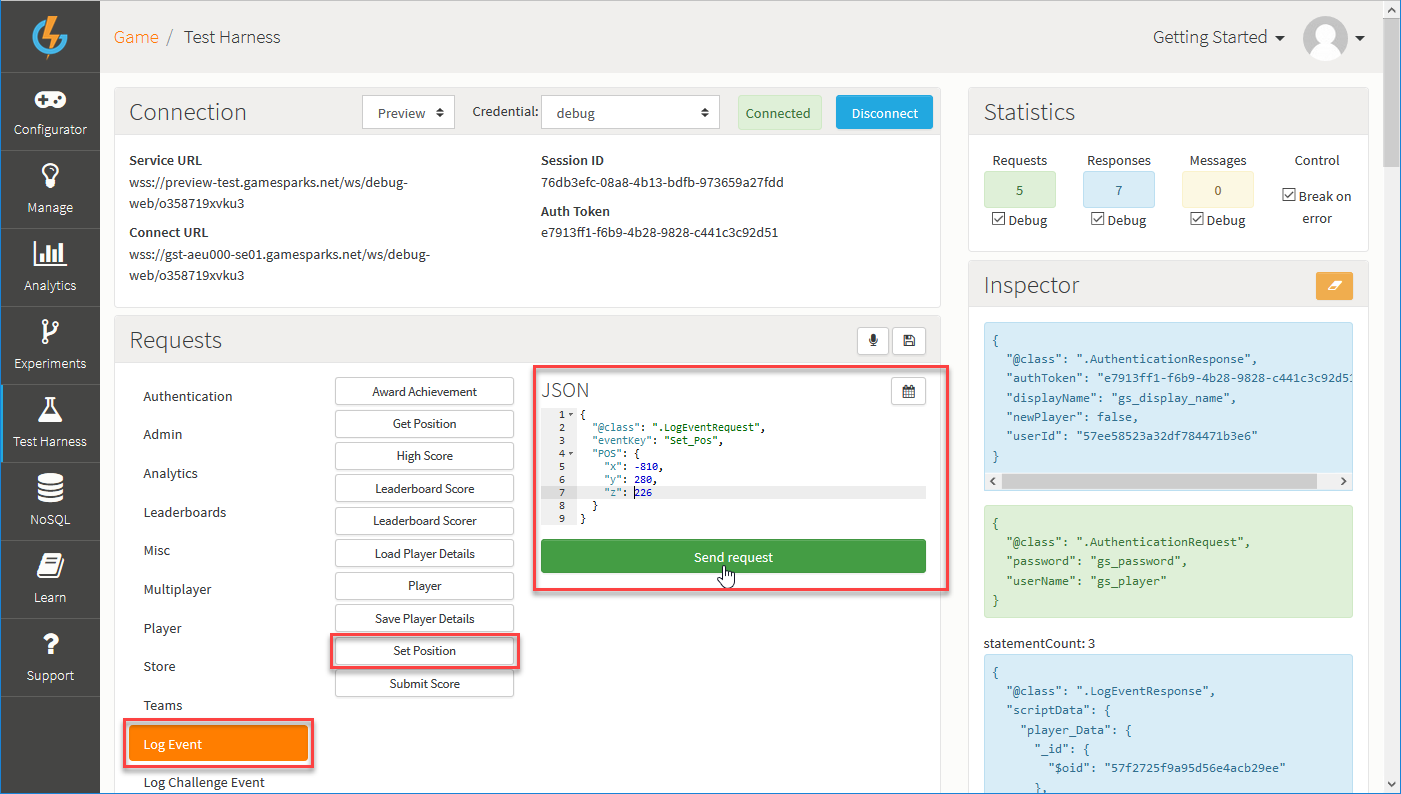 Game / Test Harness
Getting Started
Configurator
Manage
Analytics
Experiments
Test Harness
NoSQL
Learn
Support
Connection
Preview
Credential:
debug
Connected
Disconnect
Service URL
wss://preview-test.gamesparks.net/ws/debug-
web/o358719xvku3
Connect URL
wss://gst-aeu000-se01.gamesparks.net/ws/debug-
web/o358719xvku3
Session ID
76db3efc-08a8-4b13-bdfb-973659a27fdd
Auth Token
e7913ff1-f6b9-4b28-9828-c441c3c92d51
Requests
Authentication
Admin
Analytics
Leaderboards
Misc
Multiplayer
Player
Store
Teams
Log Event
Log Challenge Event
Award Achievement
Get Position
High Score
Leaderboard Score
Leaderboard Scorer
Load Player Details
Player
Save Player Details
Set Position
Submit Score
JSON
1 {
2 "@class": ".LogEventRequest",
3 "eventKey": "Set_Pos",
4 "POS": {
5 "x": -810,
6 "y": 280,
7 "z": 226
8 }
9 }
Send request
Statistics
Requests
5
Debug
Responses
7
Debug
Messages
0
Debug
Control
Break on
error
Inspector
{
"@class": ".AuthenticationResponse",
"authToken": "e7913ff1-f6b9-4b28-9828-c441c3c92d51
"displayName": "gs_display_name",
"newPlayer": false,
"userId": "57ee58523a32df784471b3e6"
}
{
"@class": ".AuthenticationRequest",
"password": "gs_password",
"userName": "gs_player"
}
statementCount: 3
{
"@class": ".LogEventResponse",
"scriptData": {
"player_Data": {
"_id": {
"$oid": "57f2725f9a95d56e4acb29ee"
},